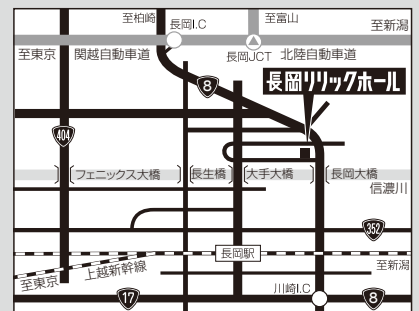 至柏崎
長岡I.C
至富山
至新潟
至東京
関越自動車道
長岡JCT
北陸自動車道
8
長岡リリックホール
404
フェニックス大橋
長生橋
大手大橋
長岡大橋
信濃川
352
長岡駅
至新潟
上越新幹線
至東京
17
川崎I.C
8